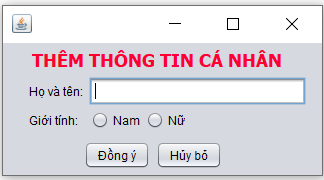 THÊM THÔNG TIN CÁ NHÂN
Họ và tên:
Giới tính: Nam Nữ
Đồng ý Hủy bỏ